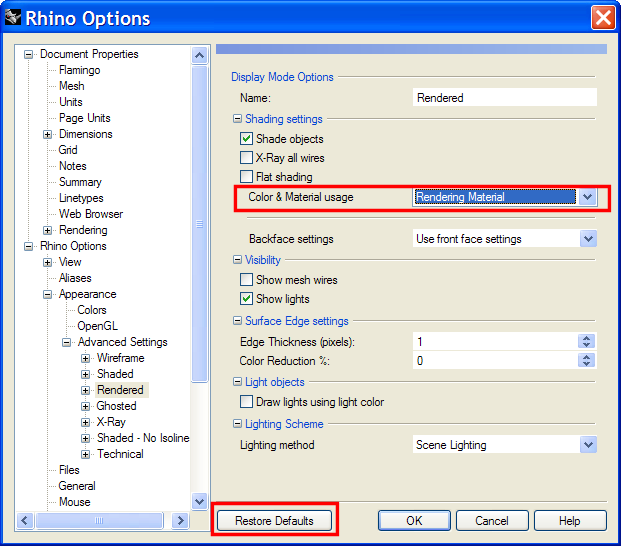 Rhino Options
Document Properties
Flamingo
Mesh
Units
Page Units
Dimensions
Grid
Notes
Summary
Linetypes
Web Browser
Rendering
Rhino Options
View
Aliases
Appearance
Colors
OpenGL
Advanced Settings
Wireframe
Shaded
Rendered
Ghosted
X-Ray
Shaded - No Isoline
Technical
Files
General
Mouse
Display Mode Options
Name: Rendered
Shading settings
Shade objects
X-Ray all wires
Flat shading
Color & Material usage Rendering Material
Backface settings Use front face settings
Visibility
Show mesh wires
Show lights
Surface Edge settings
Edge Thickness (pixels): 1
Color Reduction %: 0
Light objects
Draw lights using light color
Lighting Scheme
Lighting method Scene Lighting
Restore Defaults OK Cancel Help